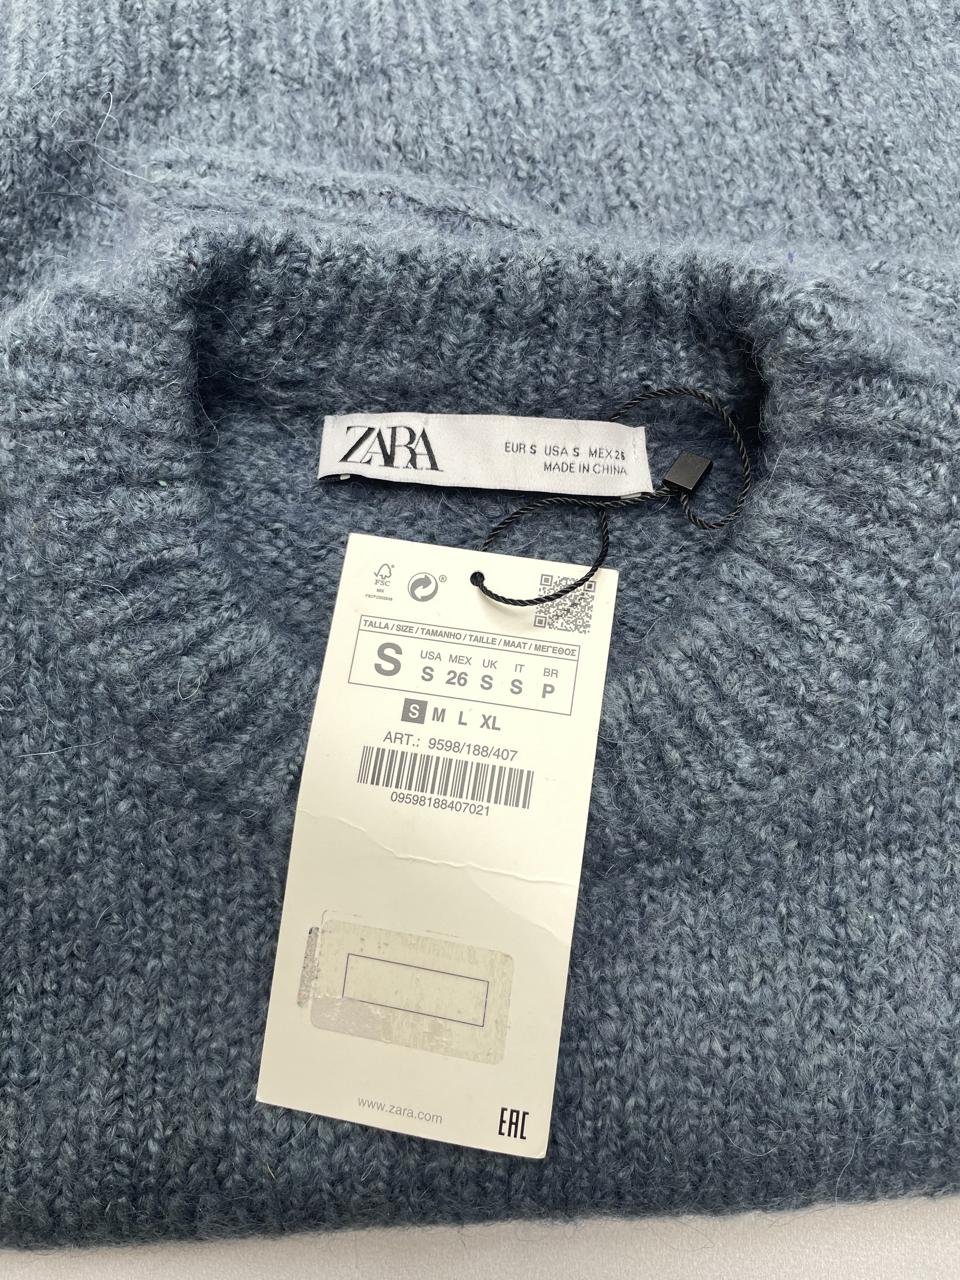 ZARA
EUR S USA S MEX 26
MADE IN CHINA
FSC
MIX
®
TALLA / SIZE / TAMANHO / TAILLE / MAAT / ΜΕΓΕΘΟΣ
S
USA MEX UK IT BR
S 26 S S P
S M L XL
ART.: 9598/188/407
09598188407021
www.zara.com
EAC